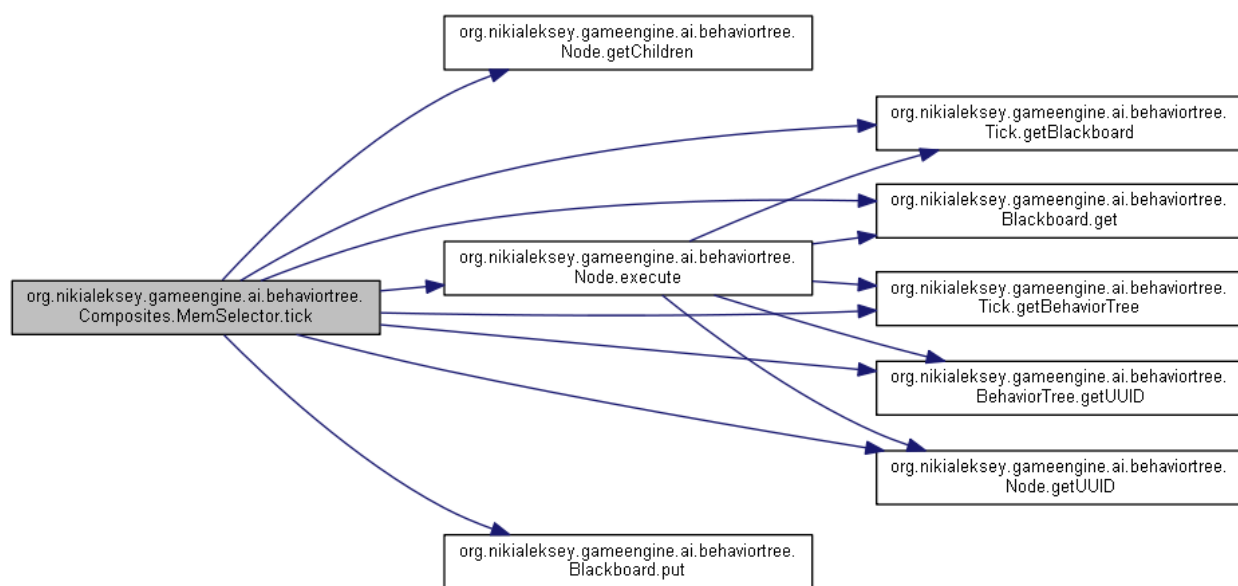 org.nikialeksey.gameengine.ai.behaviortree.
Node.getChildren
org.nikialeksey.gameengine.ai.behaviortree.
Tick.getBlackboard
org.nikialeksey.gameengine.ai.behaviortree.
Blackboard.get
org.nikialeksey.gameengine.ai.behaviortree.
Node.execute
org.nikialeksey.gameengine.ai.behaviortree.
Composites.MemSelector.tick
org.nikialeksey.gameengine.ai.behaviortree.
Tick.getBehaviorTree
org.nikialeksey.gameengine.ai.behaviortree.
BehaviorTree.getUUID
org.nikialeksey.gameengine.ai.behaviortree.
Node.getUUID
org.nikialeksey.gameengine.ai.behaviortree.
Blackboard.put